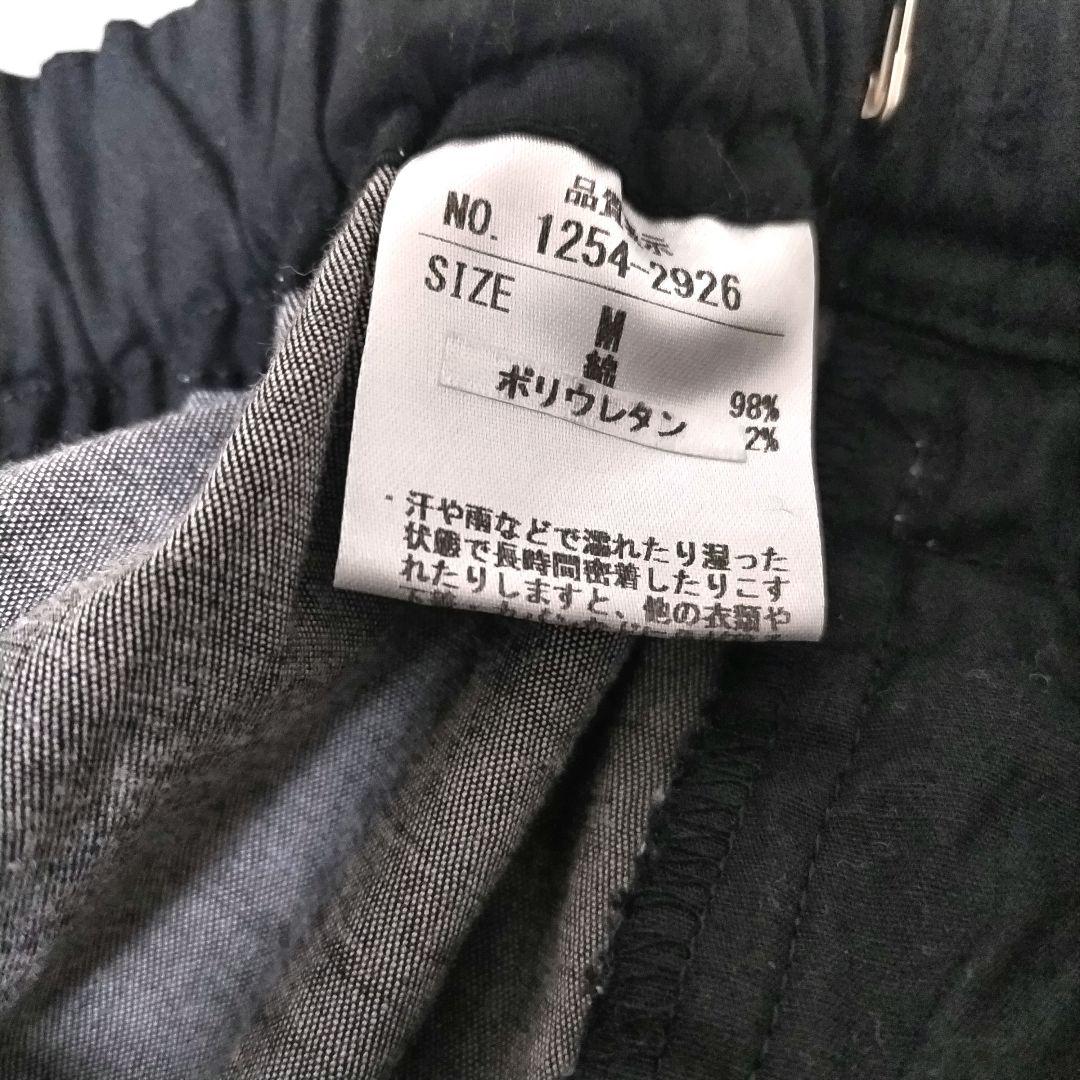 品質表示
NO. 1254-2926
SIZE M
綿 98%
ポリウレタン 2%
・汗や雨などで濡れたり湿った
状態で長時間密着したりこす
れたりしますと、他の衣類や